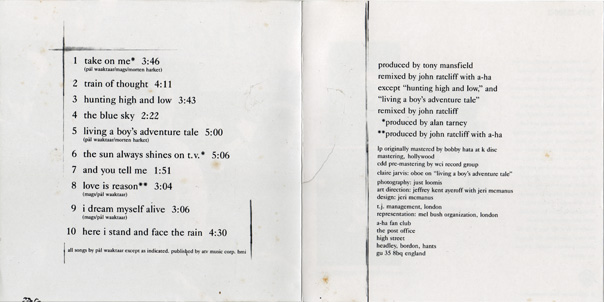 1 take on me* 3:46
(pål waaktaar/mags/morten harket)
2 train of thought 4:11
3 hunting high and low 3:43
4 the blue sky 2:22
5 living a boy's adventure tale 5:00
(pål waaktaar/morten harket)
6 the sun always shines on t.v.* 5:06
7 and you tell me 1:51
8 love is reason** 3:04
(mags/pål waaktaar)
9 i dream myself alive 3:06
(mags/pål waaktaar)
10 here i stand and face the rain 4:30
all songs by pål waaktaar except as indicated. published by atv music corp. bmi
produced by tony mansfield
remixed by john ratcliff with a-ha
except "hunting high and low," and
"living a boy's adventure tale"
remixed by john ratcliff
*produced by alan tarney
**produced by john ratcliff with a-ha
lp originally mastered by bobby hata at k disc
mastering, hollywood
cdd pre-mastering by wci record group
claire jarvis: oboe on "living a boy's adventure tale"
photography: just loomis
art direction: jeffrey kent ayeroff with jeri mcmanus
design: jeri mcmanus
t.j. management, london
representation: mel bush organization, london
a-ha fan club
the post office
high street
headley, bordon, hants
gu 35 8bq england